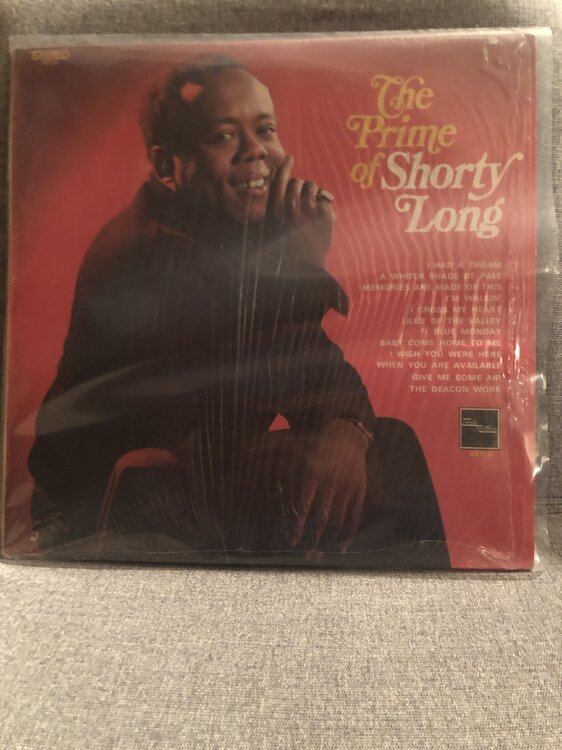 STEREO
The
Prime
of Shorty
Long
I HAD A DREAM
A WHITER SHADE OF PALE
MEMORIES ARE MADE OF THIS
I'M WALKIN'
I CROSS MY HEART
LILLIE OF THE VALLEY
BLUE MONDAY
BABY COME HOME TO ME
I WISH YOU WERE HERE
WHEN YOU ARE AVAILABLE
GIVE ME SOME AIR
THE DEACON WORK
SS719